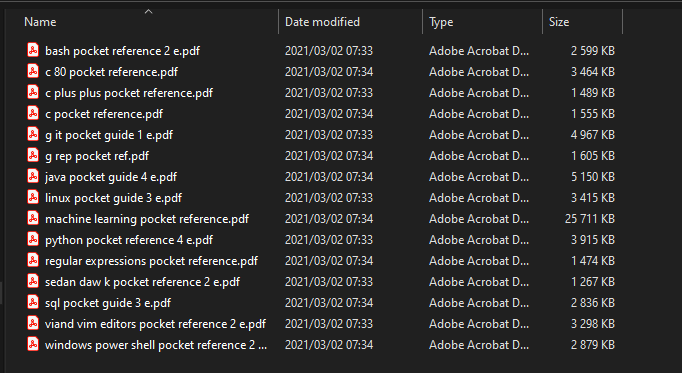 Name Date modified Type Size
bash pocket reference 2 e.pdf 2021/03/02 07:33 Adobe Acrobat D... 2 599 KB
c 80 pocket reference.pdf 2021/03/02 07:34 Adobe Acrobat D... 3 464 KB
c plus plus pocket reference.pdf 2021/03/02 07:33 Adobe Acrobat D... 1 489 KB
c pocket reference.pdf 2021/03/02 07:34 Adobe Acrobat D... 1 555 KB
g it pocket guide 1 e.pdf 2021/03/02 07:33 Adobe Acrobat D... 4 967 KB
g rep pocket ref.pdf 2021/03/02 07:34 Adobe Acrobat D... 1 605 KB
java pocket guide 4 e.pdf 2021/03/02 07:34 Adobe Acrobat D... 5 150 KB
linux pocket guide 3 e.pdf 2021/03/02 07:33 Adobe Acrobat D... 3 415 KB
machine learning pocket reference.pdf 2021/03/02 07:34 Adobe Acrobat D... 25 711 KB
python pocket reference 4 e.pdf 2021/03/02 07:33 Adobe Acrobat D... 3 915 KB
regular expressions pocket reference.pdf 2021/03/02 07:34 Adobe Acrobat D... 1 474 KB
sedan daw k pocket reference 2 e.pdf 2021/03/02 07:33 Adobe Acrobat D... 1 267 KB
sql pocket guide 3 e.pdf 2021/03/02 07:34 Adobe Acrobat D... 2 836 KB
viand vim editors pocket reference 2 e.pdf 2021/03/02 07:33 Adobe Acrobat D... 3 298 KB
windows power shell pocket reference 2 ... 2021/03/02 07:34 Adobe Acrobat D... 2 879 KB